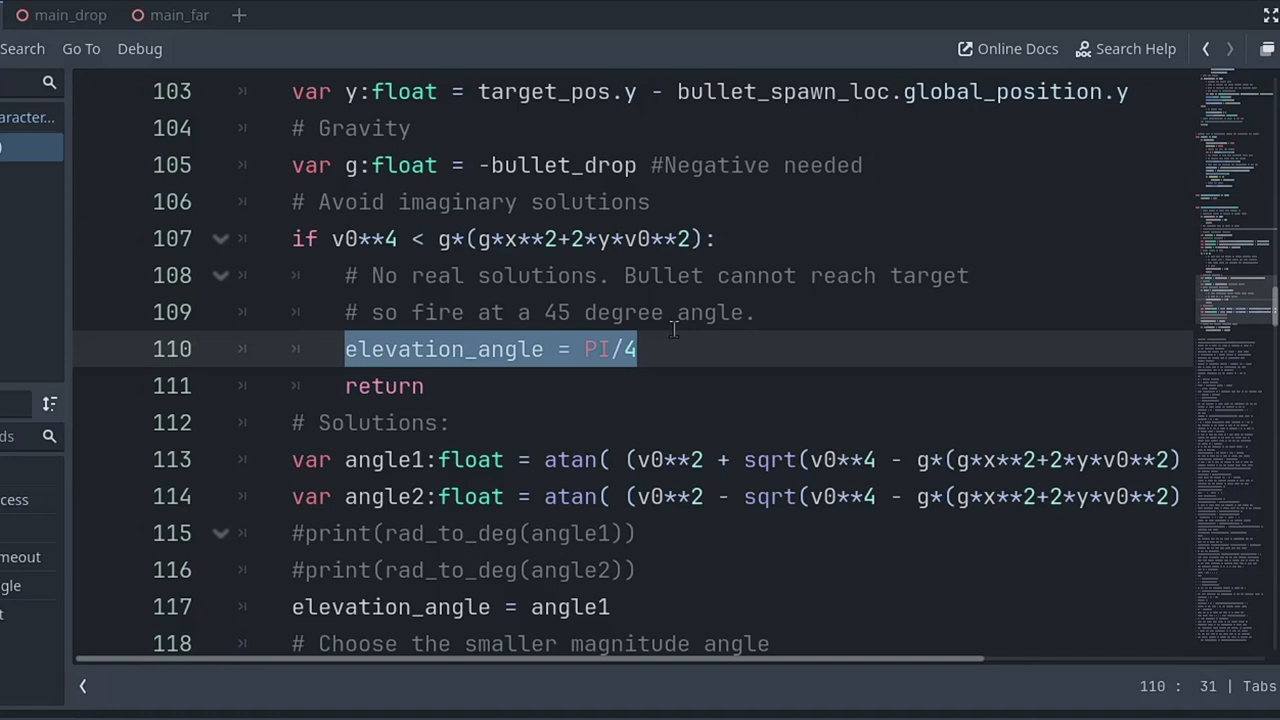 main_drop main_far +
Search Go To Debug Online Docs Search Help
aracter...
)
ds
cess
imeout
gle
t
103 var y:float = target_pos.y - bullet_spawn_loc.global_position.y
104 # Gravity
105 var g:float = -bullet_drop #Negative needed
106 # Avoid imaginary solutions
107 if v0**4 < g*(g*x**2+2*y*v0**2):
108 # No real solutions. Bullet cannot reach target
109 # so fire at a 45 degree angle.
110 elevation_angle = PI/4
111 return
112 # Solutions:
113 var angle1:float = atan( (v0**2 + sqrt(v0**4 - g*(g*x**2+2*y*v0**2)
114 var angle2:float = atan( (v0**2 - sqrt(v0**4 - g*(g*x**2+2*y*v0**2)
115 #print(rad_to_deg(angle1))
116 #print(rad_to_deg(angle2))
117 elevation_angle = angle1
118 # Choose the smaller magnitude angle
110 : 31 | Tabs